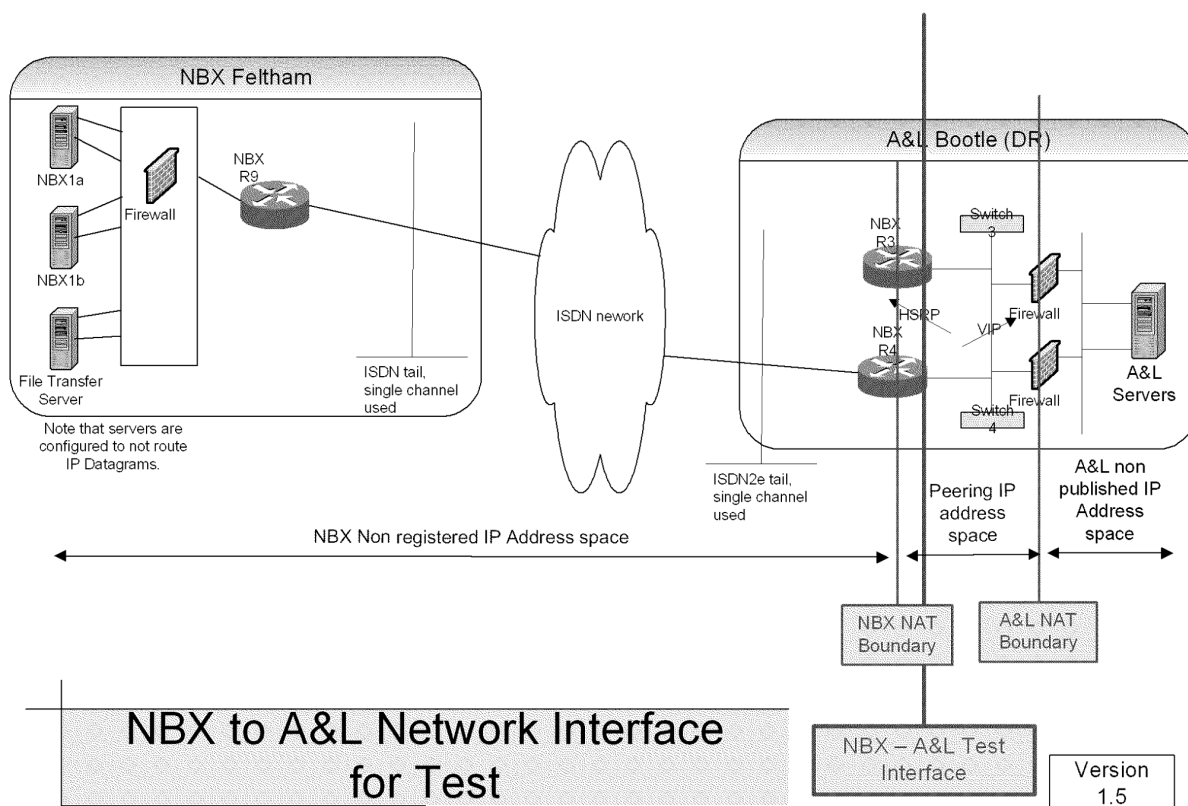 NBX Feltham
NBX1a
NBX1b
File Transfer
Server
Firewall
NBX
R9
ISDN tail,
single channel
used
Note that servers are
configured to not route
IP Datagrams.
ISDN nework
A&L Bootle (DR)
NBX
R3
HSRP
NBX
R4
Switch
3
VIP
Firewall
Firewall
Switch
4
A&L
Servers
ISDN2e tail,
single channel
used
NBX Non registered IP Address space
Peering IP
address
space
A&L non
published IP
Address
space
NBX NAT
Boundary
A&L NAT
Boundary
NBX to A&L Network Interface
for Test
NBX – A&L Test
Interface
Version
1.5